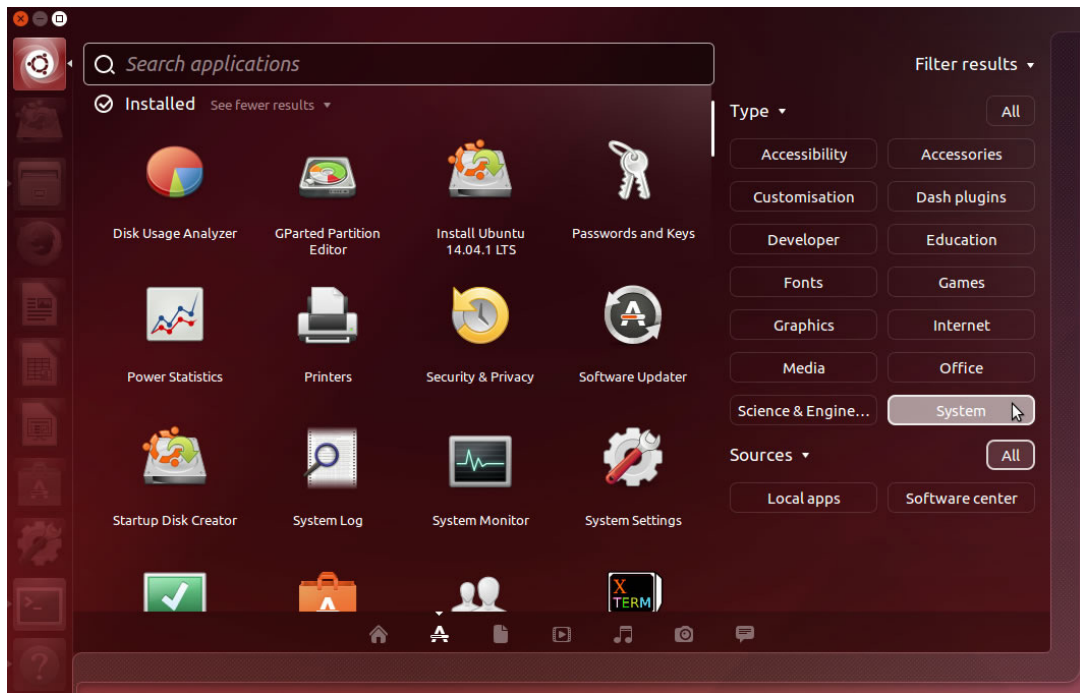 Search applications
Filter results
Installed See fewer results
Type
All
Accessibility
Accessories
Customisation
Dash plugins
Developer
Education
Fonts
Games
Graphics
Internet
Media
Office
Science & Engine...
System
Sources
All
Local apps
Software center
Disk Usage Analyzer
GParted Partition
Editor
Install Ubuntu
14.04.1 LTS
Passwords and Keys
Power Statistics
Printers
Security & Privacy
Software Updater
Startup Disk Creator
System Log
System Monitor
System Settings
X
TERM